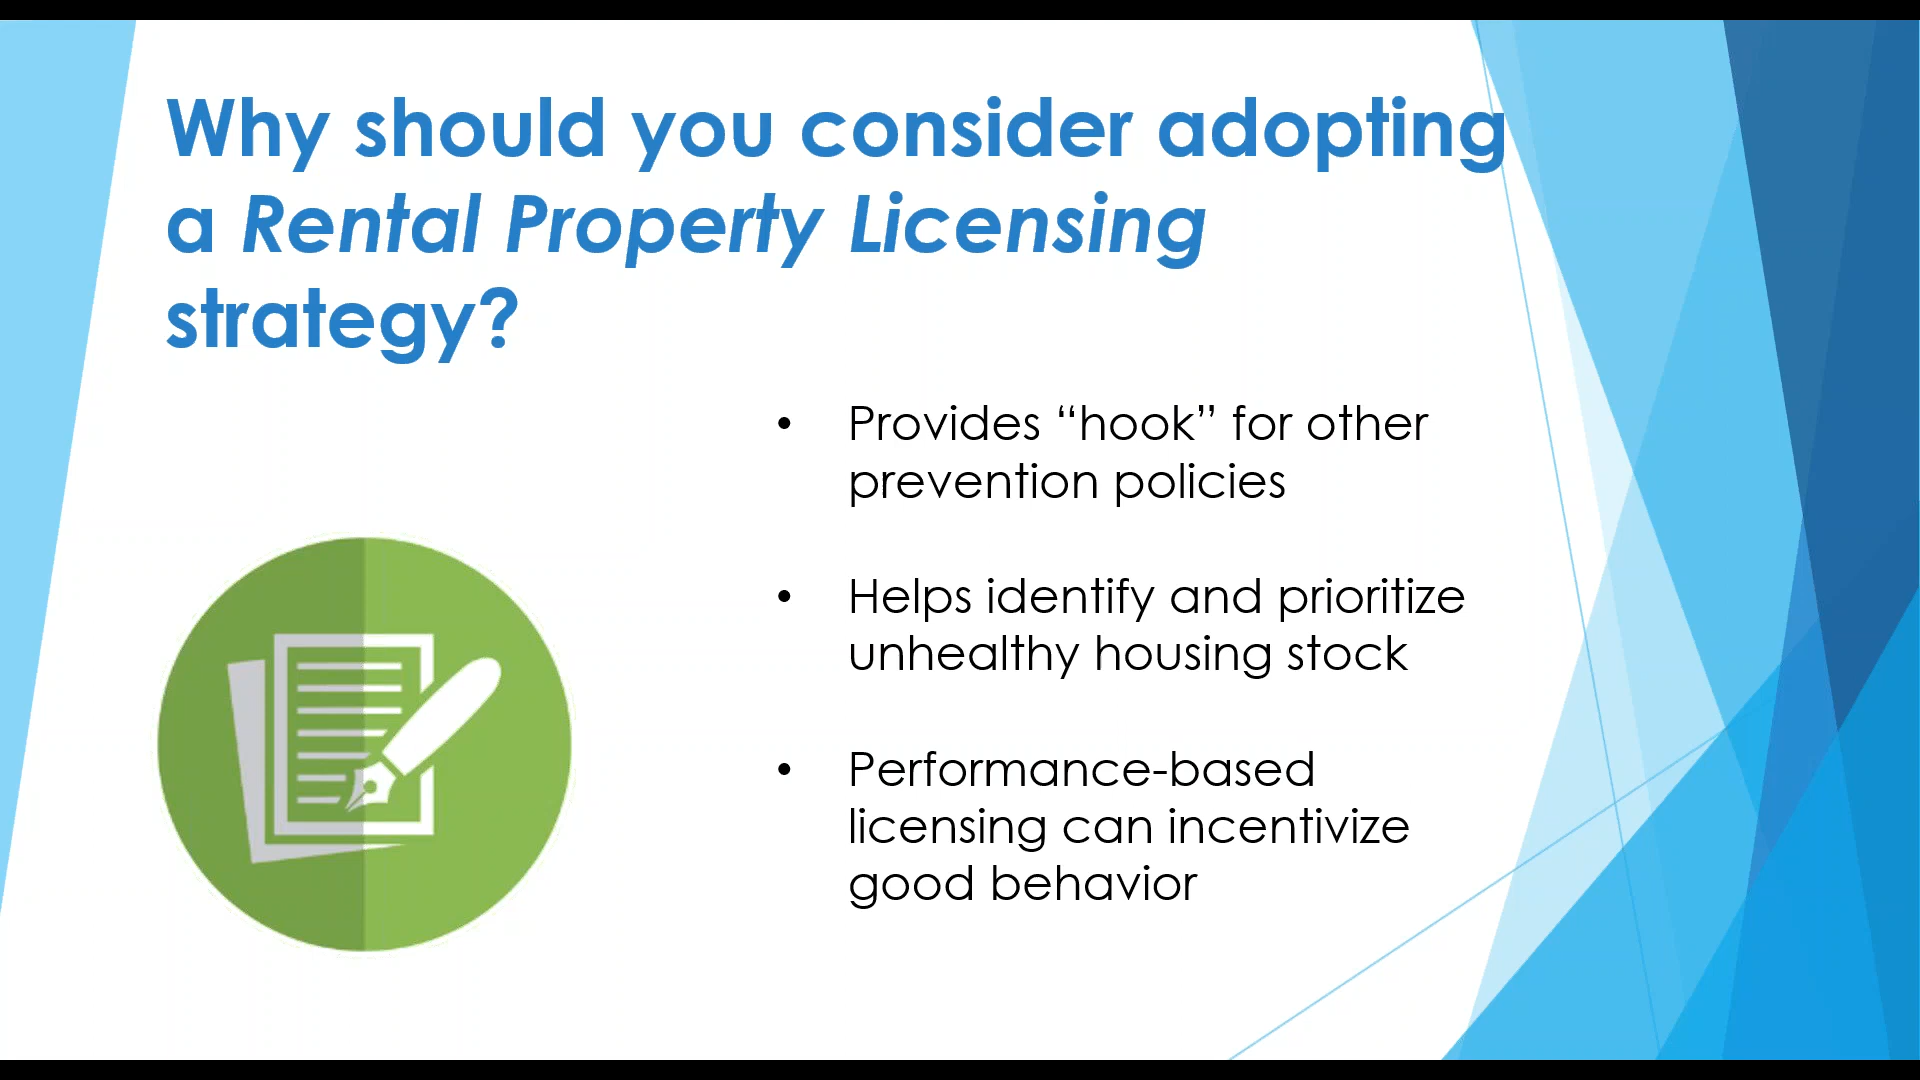 Why should you consider adopting
a Rental Property Licensing
strategy?
• Provides “hook” for other
prevention policies
• Helps identify and prioritize
unhealthy housing stock
• Performance-based
licensing can incentivize
good behavior